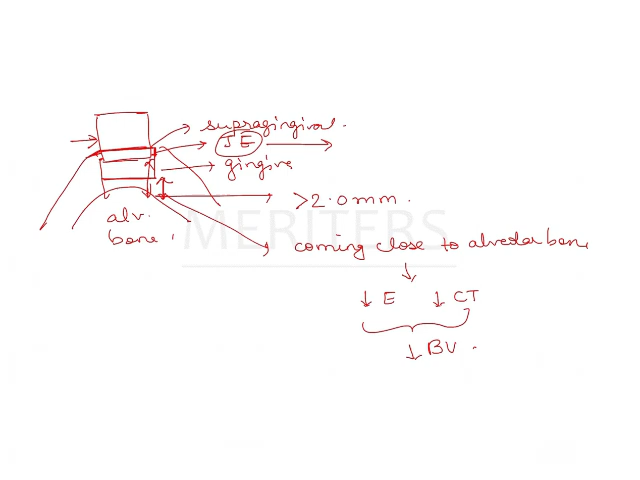 supragingival.
JE
gingiva
>2.0mm.
alv.
bone.
MERITERS
coming close to alveolar bone
↓ E ↓ CT
↓ BV.